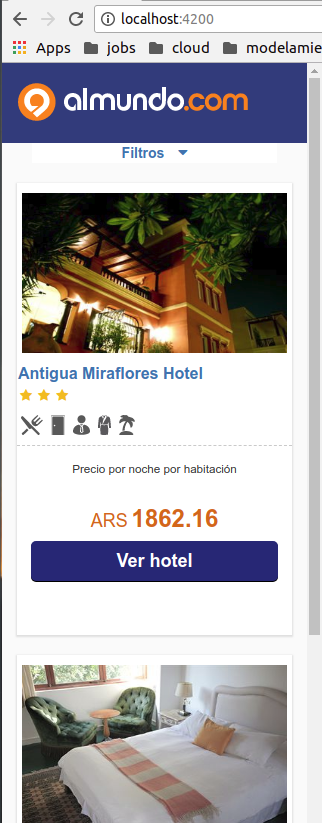 localhost:4200
Apps jobs cloud modelamie
almundo.com
Filtros
Antigua Miraflores Hotel
Precio por noche por habitación
ARS 1862.16
Ver hotel